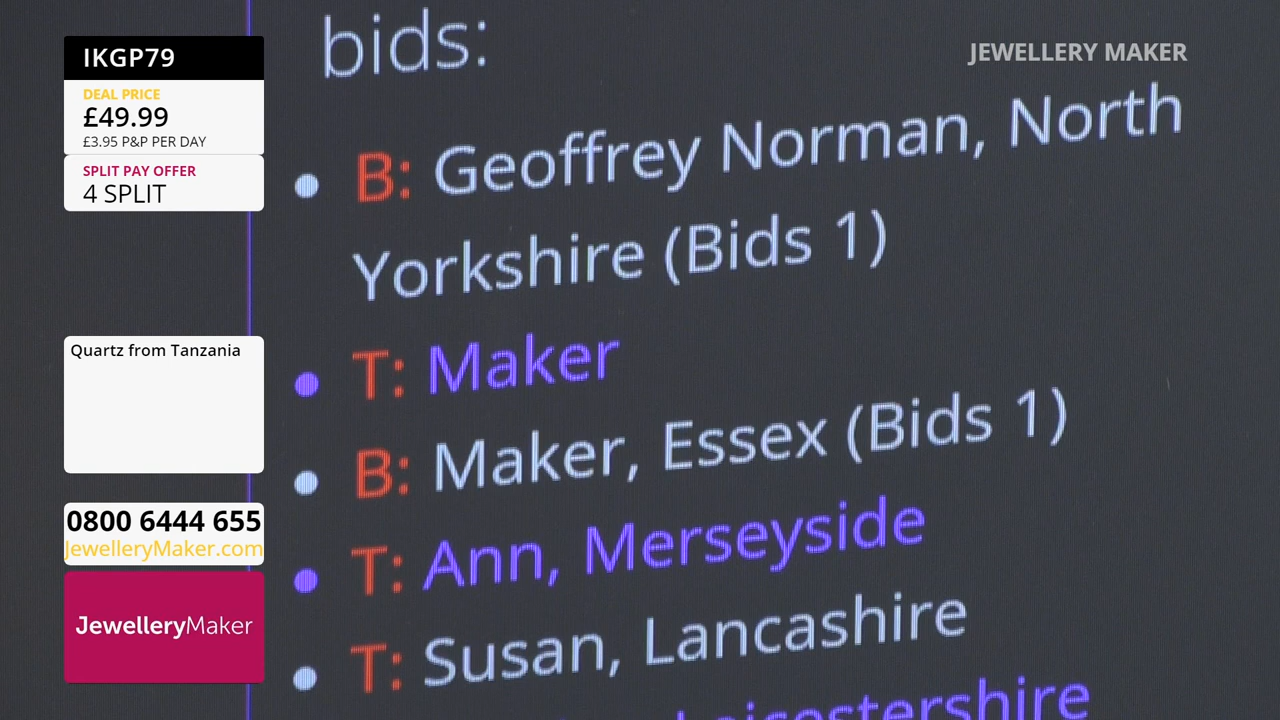 IKGP79
DEAL PRICE
£49.99
£3.95 P&P PER DAY
SPLIT PAY OFFER
4 SPLIT
Quartz from Tanzania
0800 6444 655
JewelleryMaker.com
JewelleryMaker
JEWELLERY MAKER
bids:
• B: Geoffrey Norman, North
Yorkshire (Bids 1)
• T: Maker
• B: Maker, Essex (Bids 1)
• T: Ann, Merseyside
• T: Susan, Lancashire
Leicestershire